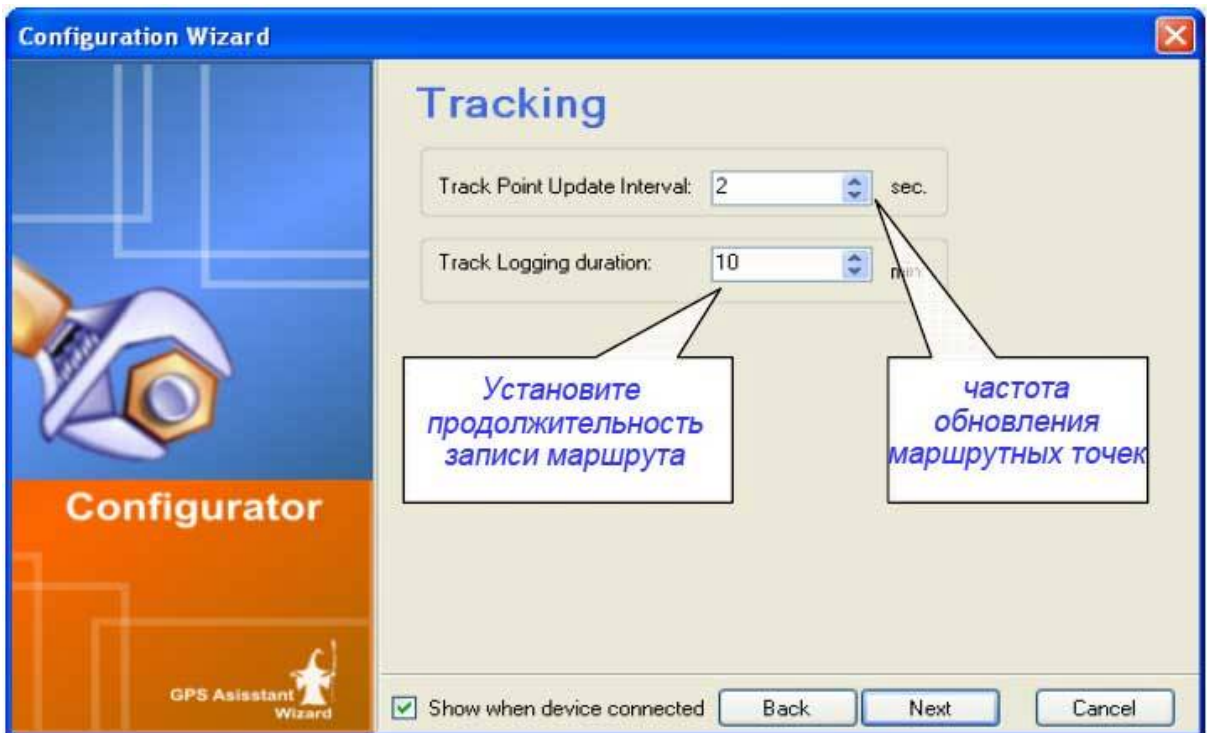 Configuration Wizard
Tracking
Track Point Update Interval:
2
sec.
Track Logging duration:
10
min
Установите
продолжительность
записи маршрута
частота
обновления
маршрутных точек
Configurator
GPS Asisstant
Wizard
Show when device connected
Back
Next
Cancel